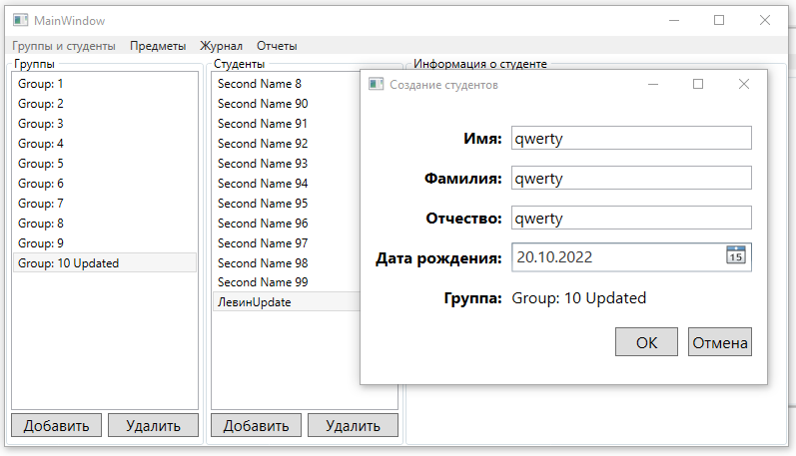 MainWindow
Группы и студенты Предметы Журнал Отчеты
Группы
Group: 1
Group: 2
Group: 3
Group: 4
Group: 5
Group: 6
Group: 7
Group: 8
Group: 9
Group: 10 Updated
Добавить Удалить
Студенты
Second Name 8
Second Name 90
Second Name 91
Second Name 92
Second Name 93
Second Name 94
Second Name 95
Second Name 96
Second Name 97
Second Name 98
Second Name 99
ЛевинUpdate
Добавить Удалить
Информация о студенте
Создание студентов
Имя: qwerty
Фамилия: qwerty
Отчество: qwerty
Дата рождения: 20.10.2022 15
Группа: Group: 10 Updated
ОК Отмена